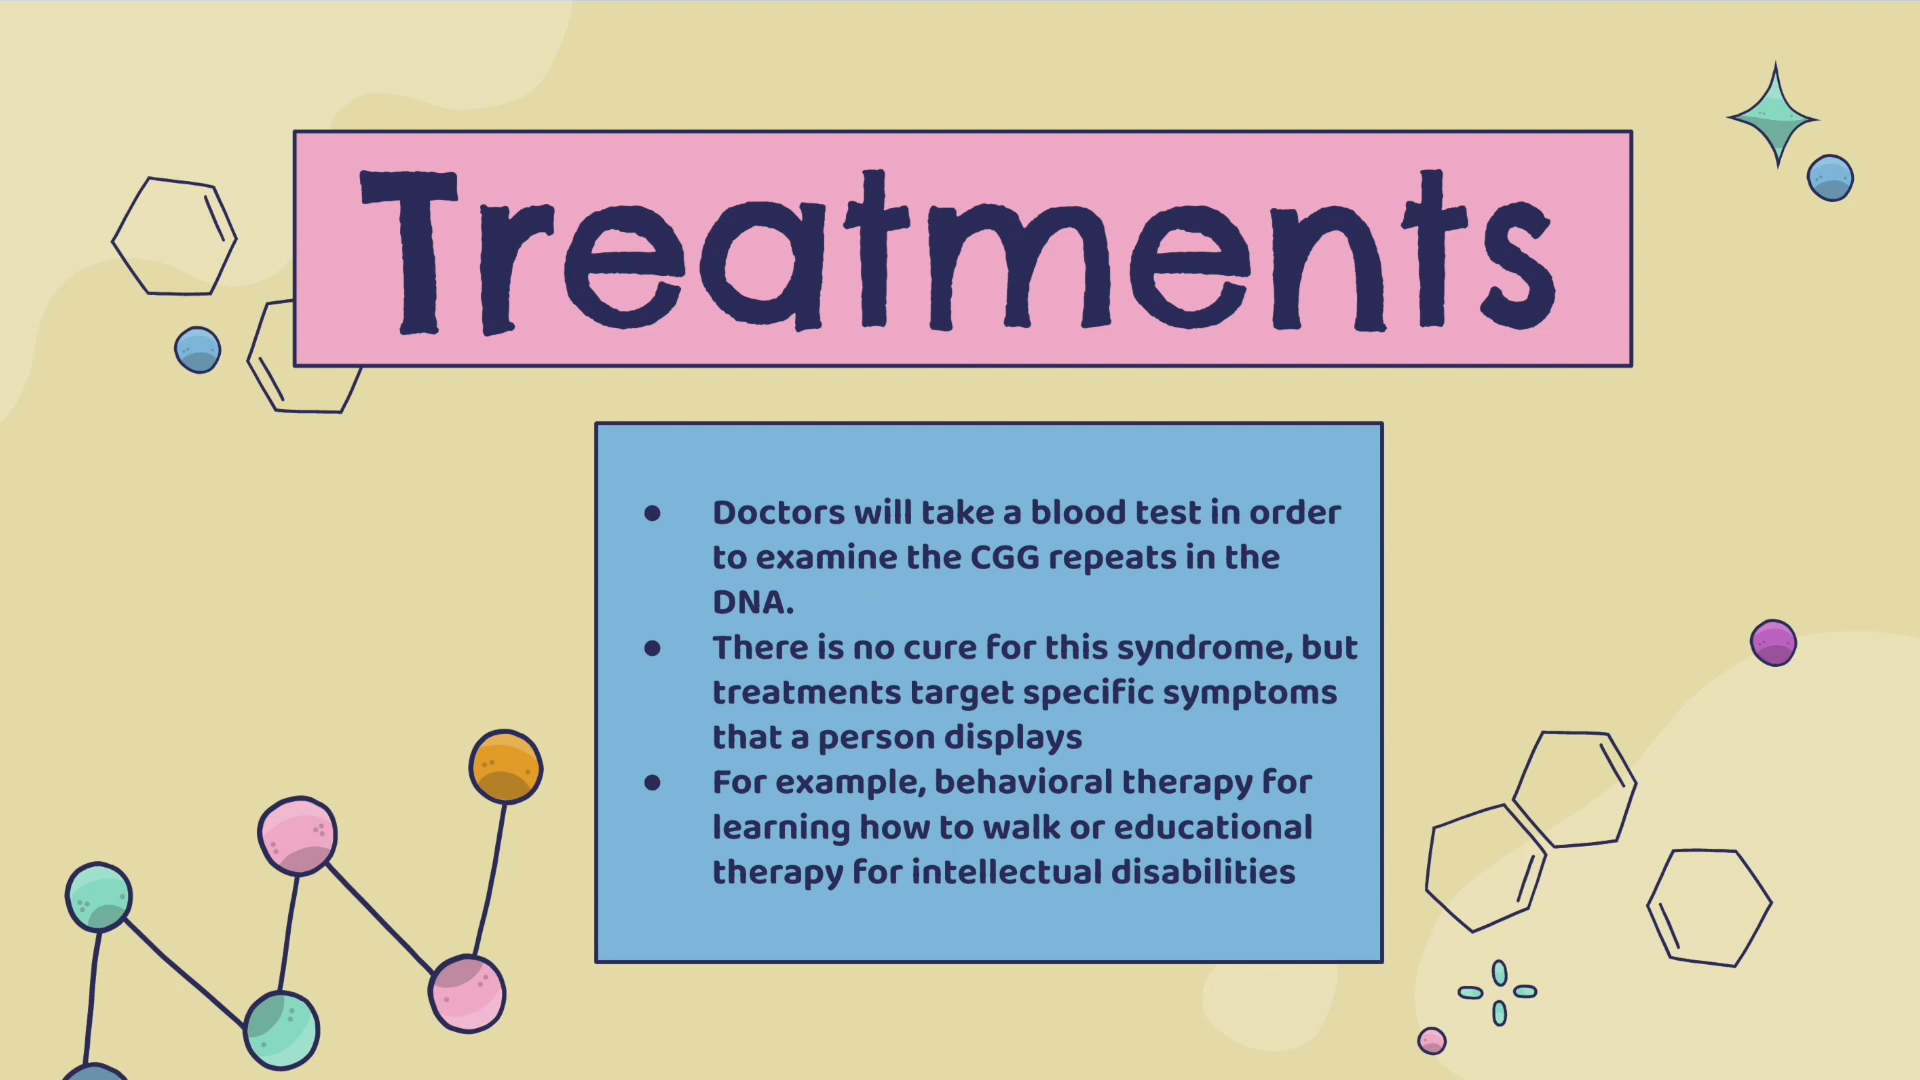 Treatments
● Doctors will take a blood test in order
to examine the CGG repeats in the
DNA.
● There is no cure for this syndrome, but
treatments target specific symptoms
that a person displays
● For example, behavioral therapy for
learning how to walk or educational
therapy for intellectual disabilities